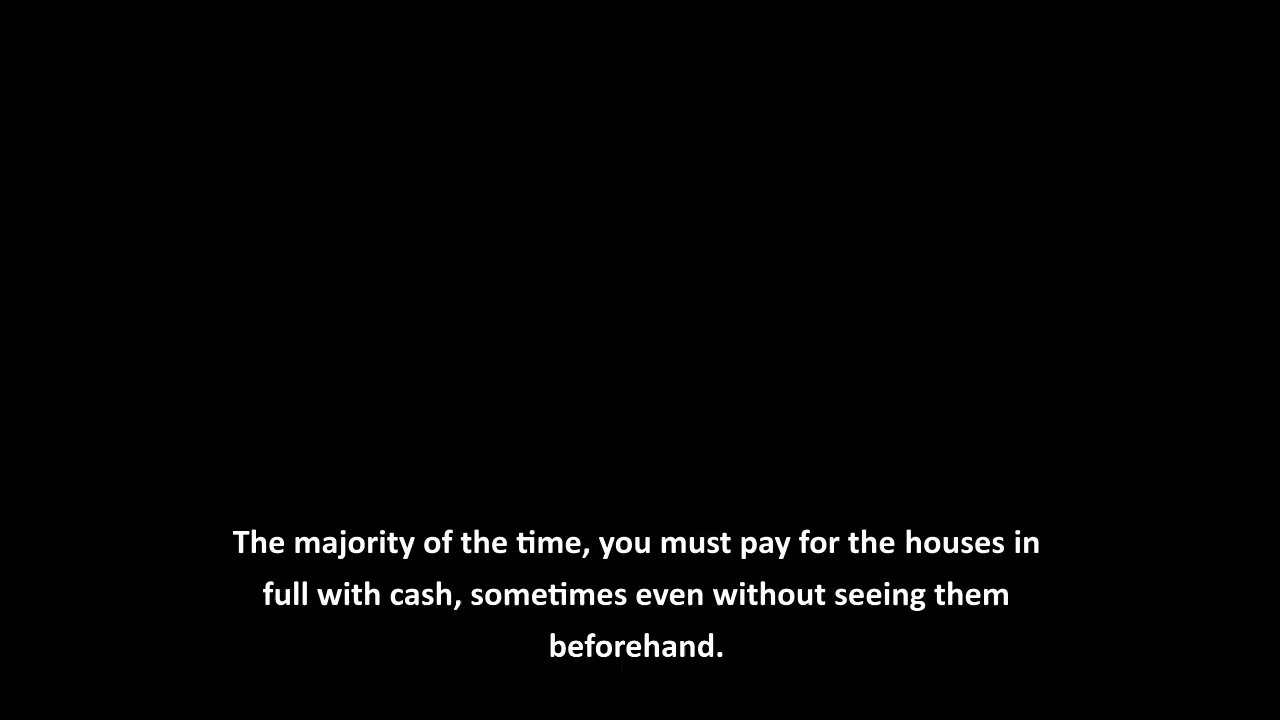 The majority of the time, you must pay for the houses in
full with cash, sometimes even without seeing them
beforehand.